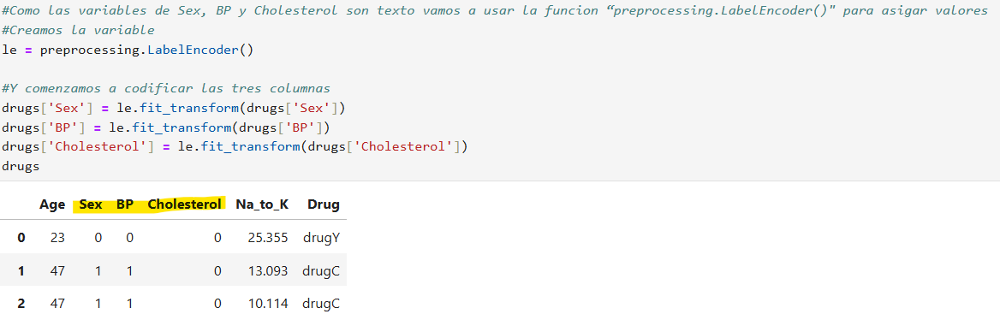 #Como las variables de Sex, BP y Cholesterol son texto vamos a usar la funcion “preprocessing.LabelEncoder()" para asigar valores
#Creamos la variable
le = preprocessing.LabelEncoder()
#Y comenzamos a codificar las tres columnas
drugs['Sex'] = le.fit_transform(drugs['Sex'])
drugs['BP'] = le.fit_transform(drugs['BP'])
drugs['Cholesterol'] = le.fit_transform(drugs['Cholesterol'])
drugs
Age Sex BP Cholesterol Na_to_K Drug
0 23 0 0 0 25.355 drugY
1 47 1 1 0 13.093 drugC
2 47 1 1 0 10.114 drugC